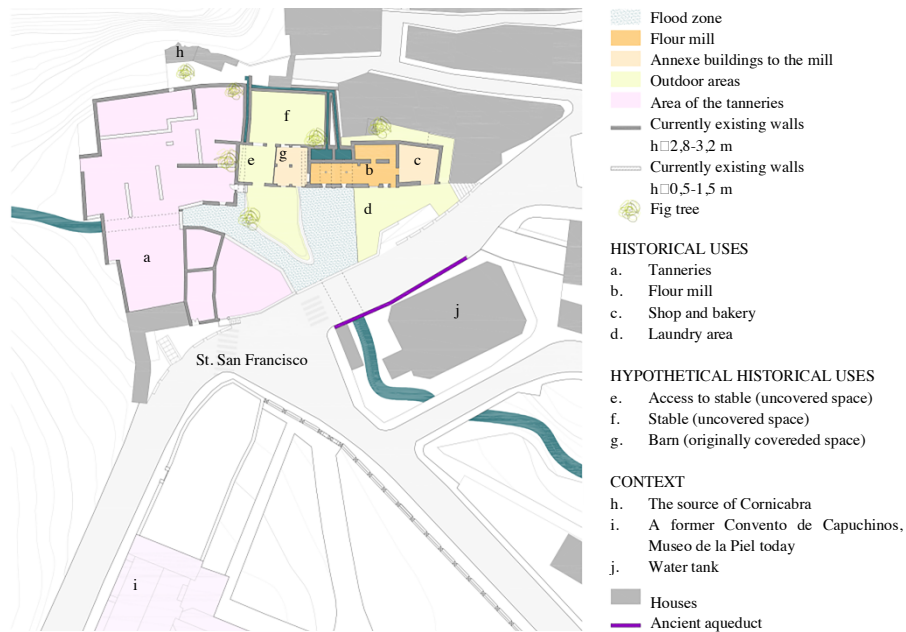 h
f
e
g
b
c
d
a
j
St. San Francisco
i
Flood zone
Flour mill
Annexe buildings to the mill
Outdoor areas
Area of the tanneries
Currently existing walls
h□2,8-3,2 m
Currently existing walls
h□0,5-1,5 m
Fig tree
HISTORICAL USES
a. Tanneries
b. Flour mill
c. Shop and bakery
d. Laundry area
HYPOTHETICAL HISTORICAL USES
e. Access to stable (uncovered space)
f. Stable (uncovered space)
g. Barn (originally covereded space)
CONTEXT
h. The source of Cornicabra
i. A former Convento de Capuchinos,
Museo de la Piel today
j. Water tank
Houses
Ancient aqueduct